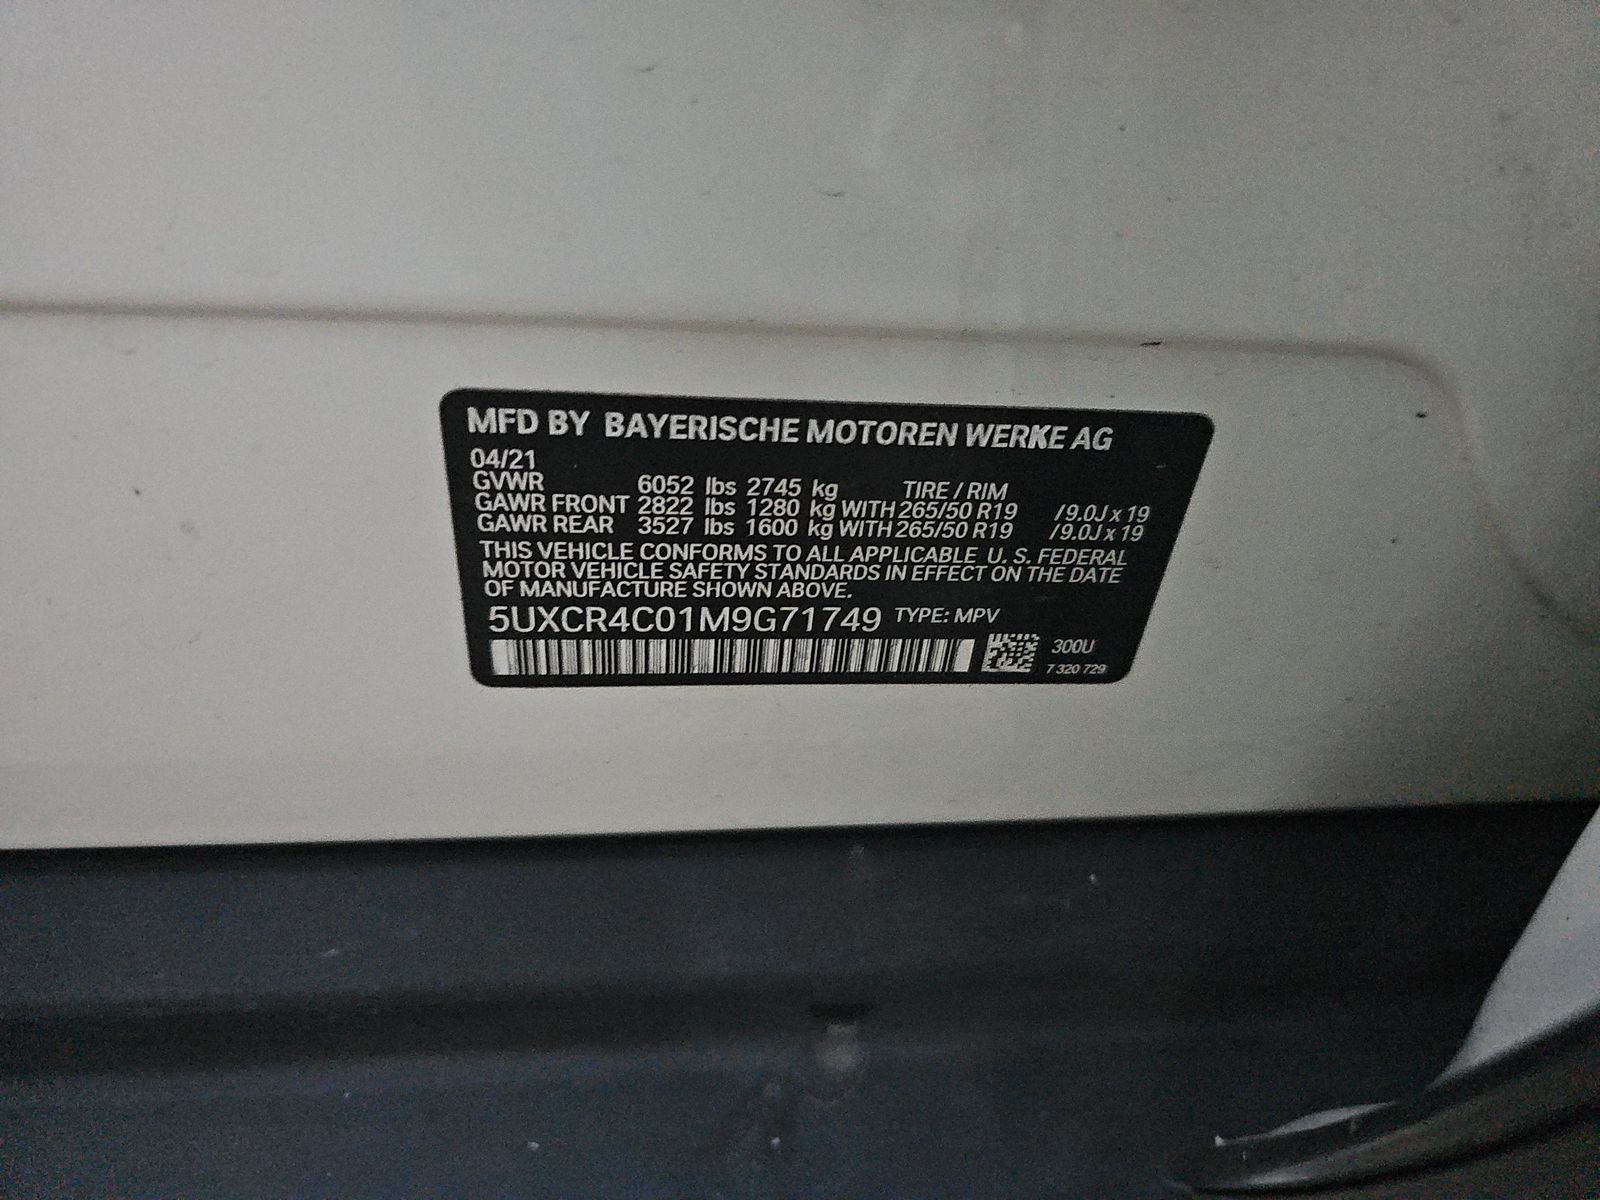 MFD BY BAYERISCHE MOTOREN WERKE AG
04/21
GVWR 6052 lbs 2745 kg TIRE / RIM
GAWR FRONT 2822 lbs 1280 kg WITH 265/50 R19 /9.0J x 19
GAWR REAR 3527 lbs 1600 kg WITH 265/50 R19 /9.0J x 19
THIS VEHICLE CONFORMS TO ALL APPLICABLE U. S. FEDERAL
MOTOR VEHICLE SAFETY STANDARDS IN EFFECT ON THE DATE
OF MANUFACTURE SHOWN ABOVE.
5UXCR4C01M9G71749 TYPE: MPV
300U
7 320 729